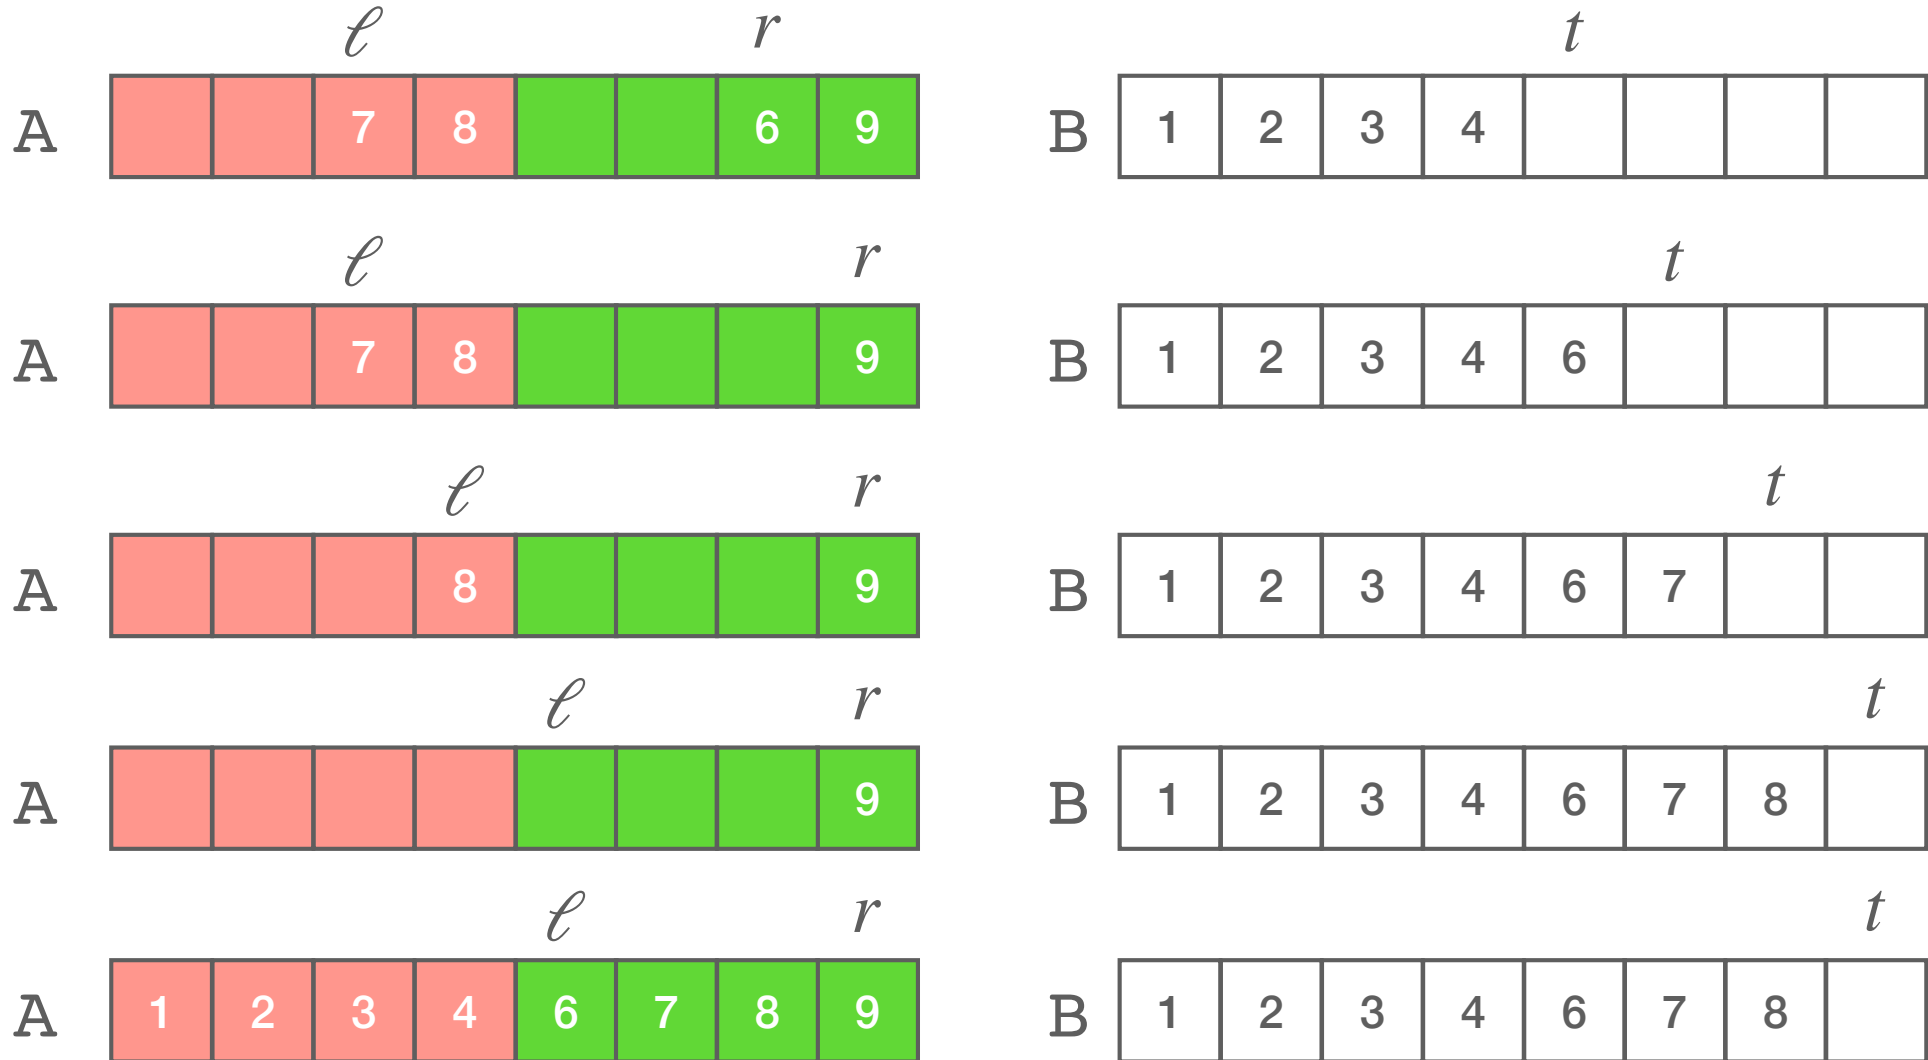 ℓ r t
A 7 8 6 9 B 1 2 3 4
ℓ r t
A 7 8 9 B 1 2 3 4 6
ℓ r t
A 8 9 B 1 2 3 4 6 7
ℓ r t
A 9 B 1 2 3 4 6 7 8
ℓ r t
A 1 2 3 4 6 7 8 9 B 1 2 3 4 6 7 8